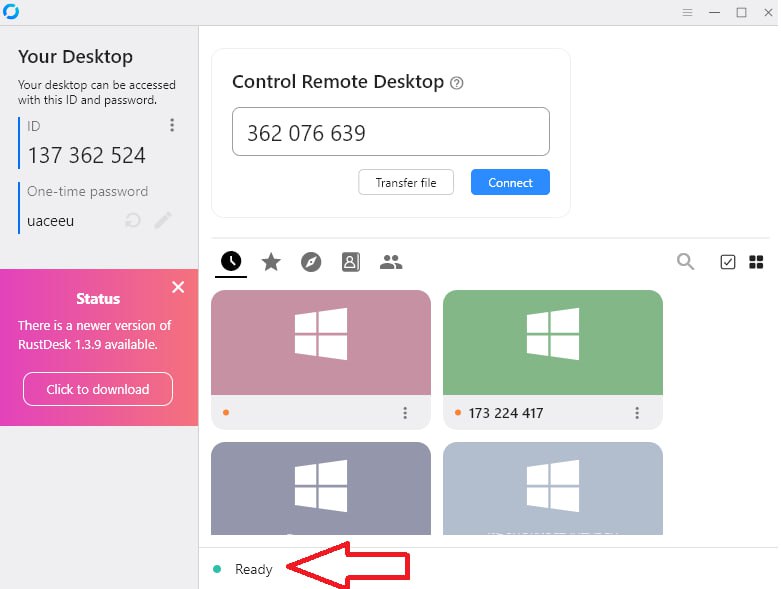 Your Desktop
Your desktop can be accessed
with this ID and password.
ID
137 362 524
One-time password
uaceeu
Status
There is a newer version of
RustDesk 1.3.9 available.
Click to download
Control Remote Desktop
362 076 639
Transfer file
Connect
173 224 417
Ready